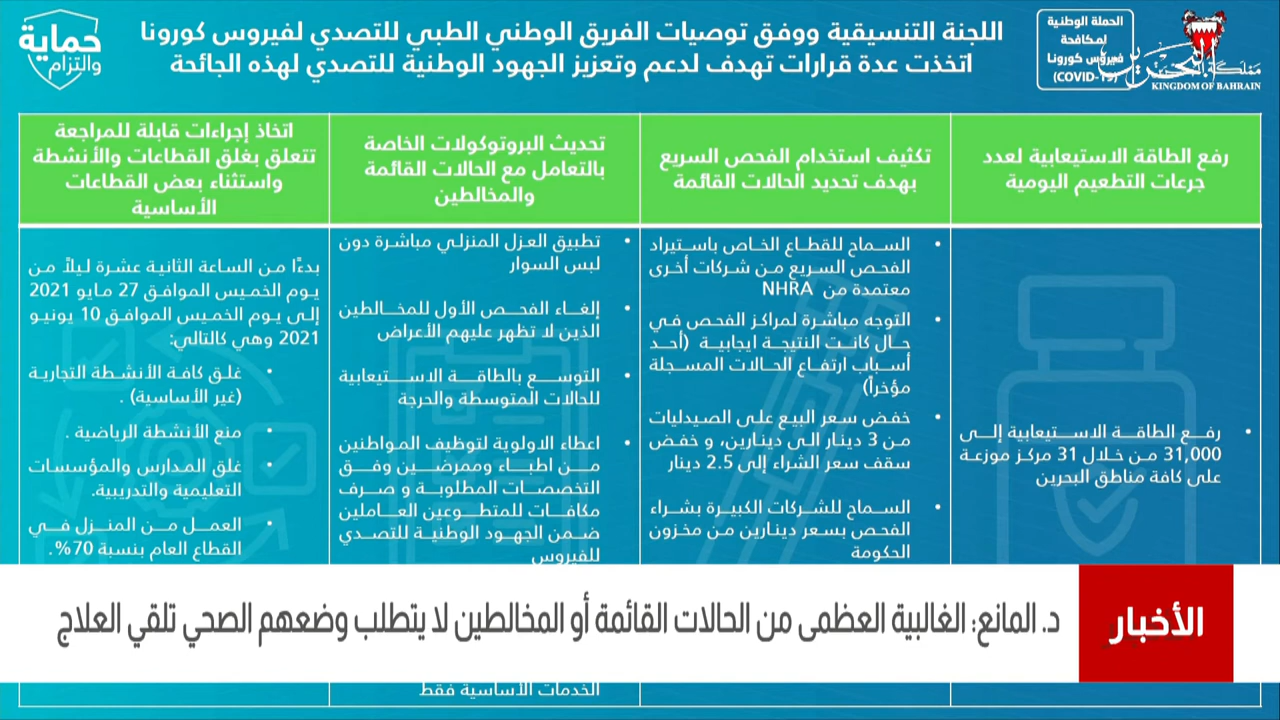 اللجنة التنسيقية ووفق توصيات الفريق الوطني الطبي للتصدي لفيروس كورونا
اتخذت عدة قرارات تهدف لدعم وتعزيز الجهود الوطنية للتصدي لهذه الجائحة
الحملة الوطنية
لمكافحة
فيروس كورونا
(COVID-19)
مملكة البحرين
KINGDOM OF BAHRAIN
حماية
والتزام
رفع الطاقة الاستيعابية لعدد
جرعات التطعيم اليومية
رفع الطاقة الاستيعابية إلى
31,000 من خلال 31 مركز موزعة
على كافة مناطق البحرين
تكثيف استخدام الفحص السريع
بهدف تحديد الحالات القائمة
السماح للقطاع الخاص باستيراد
الفحص السريع من شركات أخرى
معتمدة من NHRA
التوجه مباشرة لمراكز الفحص في
حال كانت النتيجة ايجابية (أحد
أسباب ارتفاع الحالات المسجلة
مؤخراً)
خفض سعر البيع على الصيدليات
من 3 دينار الى دينارين، و خفض
سقف سعر الشراء إلى 2.5 دينار
السماح للشركات الكبيرة بشراء
الفحص بسعر دينارين من مخزون
الحكومة
تحديث البروتوكولات الخاصة
بالتعامل مع الحالات القائمة
والمخالطين
تطبيق العزل المنزلي مباشرة دون
لبس السوار
إلغاء الفحص الأول للمخالطين
الذين لا تظهر عليهم الأعراض
التوسع بالطاقة الاستيعابية
للحالات المتوسطة والحرجة
اعطاء الاولوية لتوظيف المواطنين
من اطباء وممرضين وفق
التخصصات المطلوبة و صرف
مكافات للمتطوعين العاملين
ضمن الجهود الوطنية للتصدي
للفيروس
الخدمات الأساسية فقط
اتخاذ إجراءات قابلة للمراجعة
تتعلق بغلق القطاعات والأنشطة
واستثناء بعض القطاعات
الأساسية
بدءًا من الساعة الثانية عشرة ليلاً من
يوم الخميس الموافق 27 مايو 2021
إلى يوم الخميس الموافق 10 يونيو
2021 وهي كالتالي:
غلق كافة الأنشطة التجارية
(غير الأساسية) .
منع الأنشطة الرياضية .
غلق المدارس والمؤسسات
التعليمية والتدريبية.
العمل من المنزل في
القطاع العام بنسبة 70%.
الأخبار
د. المانع: الغالبية العظمى من الحالات القائمة أو المخالطين لا يتطلب وضعهم الصحي تلقي العلاج